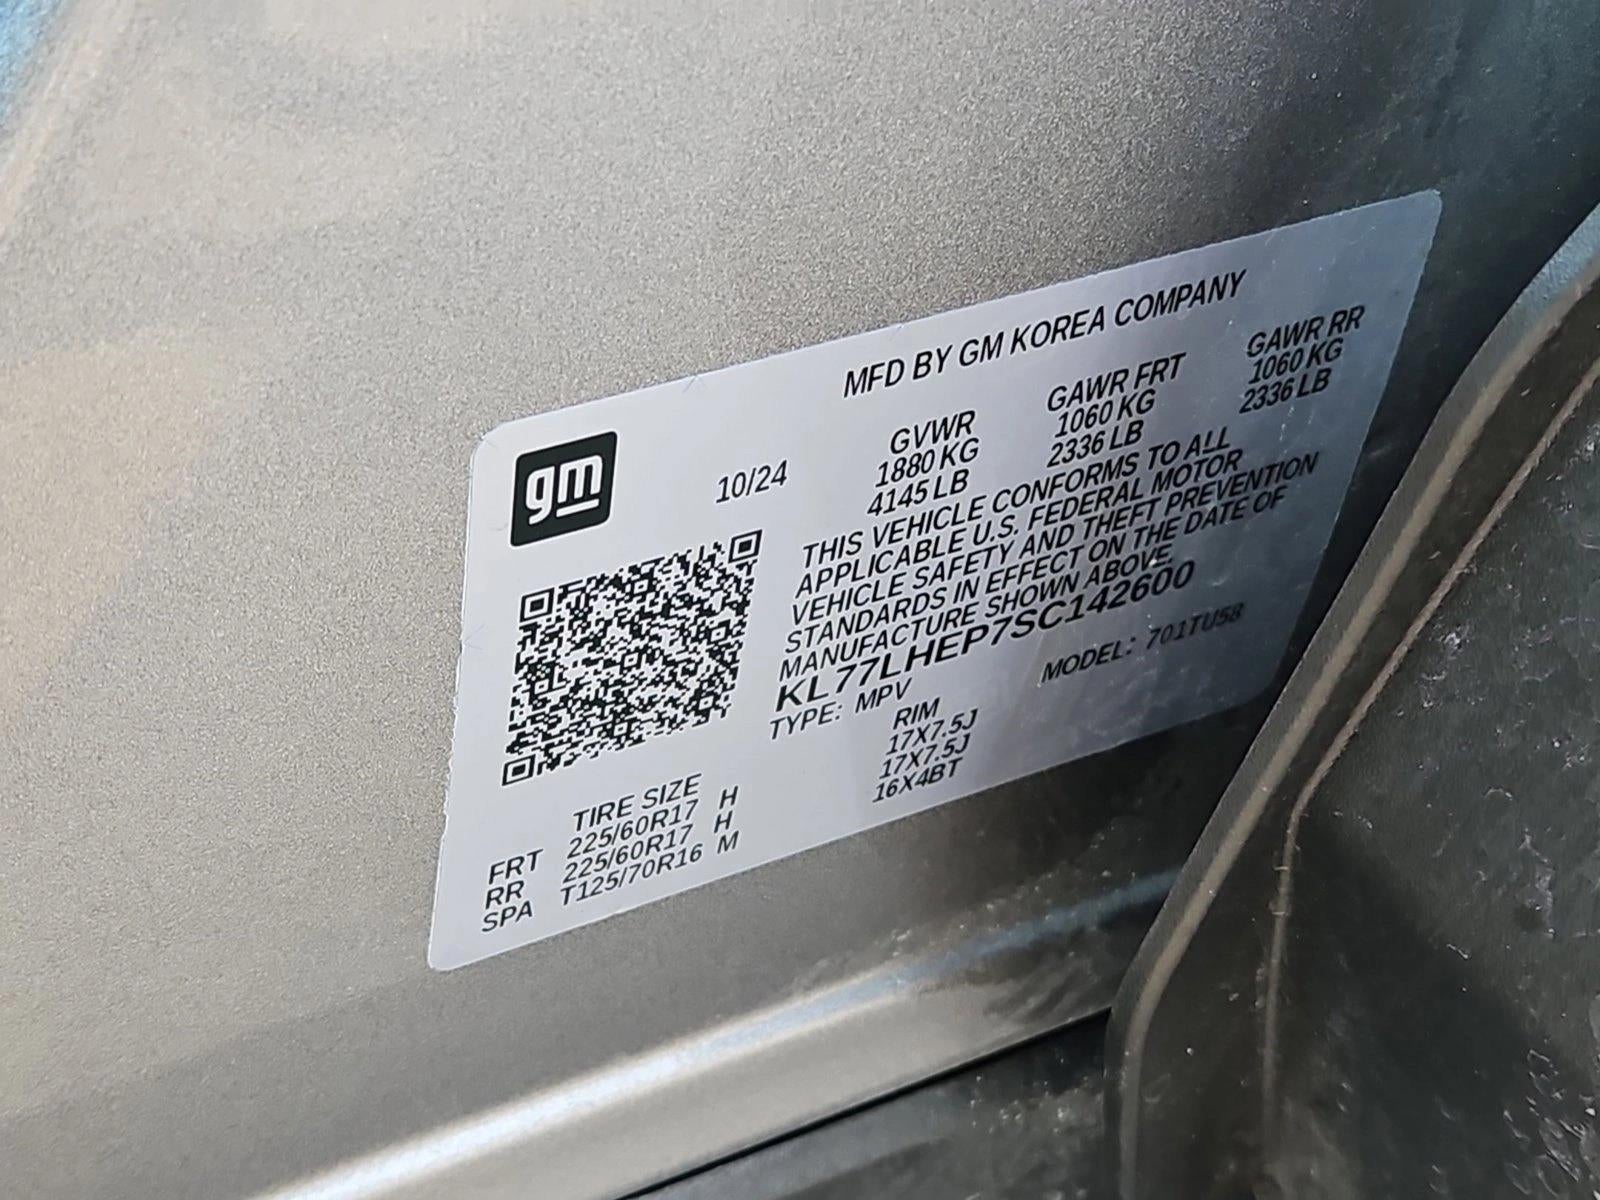 gm
MFD BY GM KOREA COMPANY
10/24
GVWR GAWR FRT GAWR RR
1880 KG 1060 KG 1060 KG
4145 LB 2336 LB 2336 LB
THIS VEHICLE CONFORMS TO ALL
APPLICABLE U.S. FEDERAL MOTOR
VEHICLE SAFETY AND THEFT PREVENTION
STANDARDS IN EFFECT ON THE DATE OF
MANUFACTURE SHOWN ABOVE.
KL77LHEP7SC142600
TYPE: MPV MODEL: 701TU58
TIRE SIZE RIM
FRT 225/60R17 H 17X7.5J
RR 225/60R17 H 17X7.5J
SPA T125/70R16 M 16X4BT